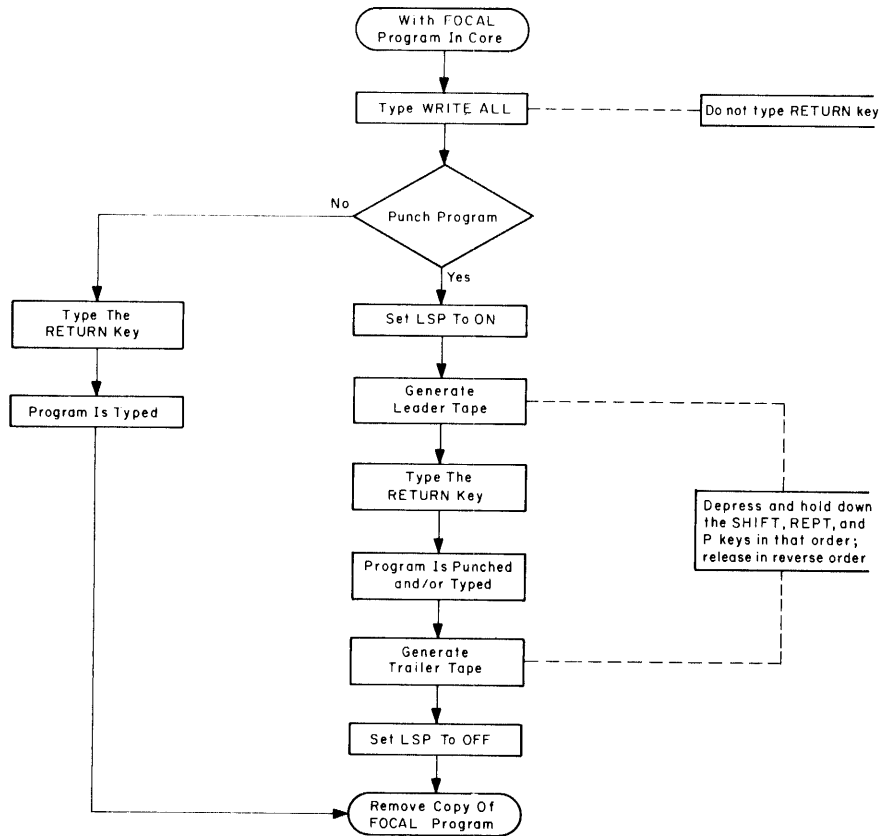 With FOCAL
Program In Core
Type WRITE ALL
Do not type RETURN key
No
Punch Program
Yes
Type The
RETURN Key
Set LSP To ON
Program Is Typed
Generate
Leader Tape
Type The
RETURN Key
Depress and hold down
the SHIFT, REPT, and
P keys in that order;
release in reverse order
Program Is Punched
and/or Typed
Generate
Trailer Tape
Set LSP To OFF
Remove Copy Of
FOCAL Program